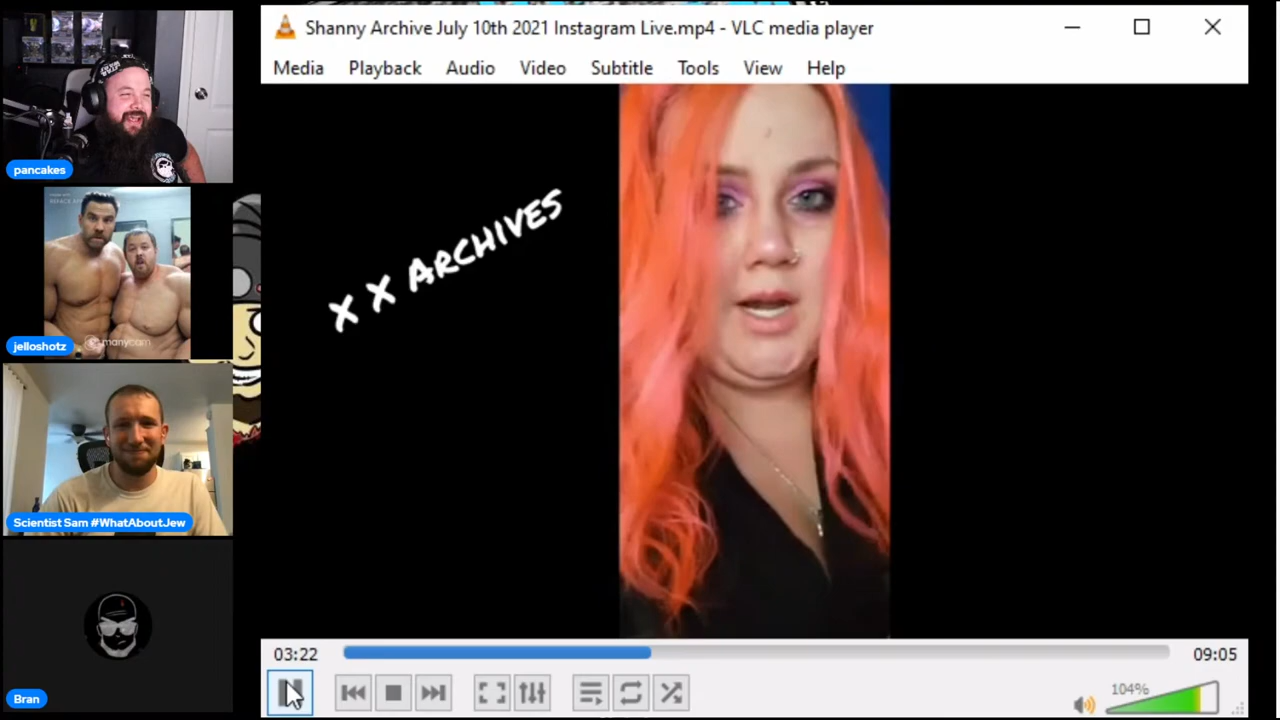 Shanny Archive July 10th 2021 Instagram Live.mp4 - VLC media player
Media Playback Audio Video Subtitle Tools View Help
pancakes
X X ARCHIVES
jelloshotz
manycam
Scientist Sam #WhatAboutJew
Bran
03:22
09:05
104%